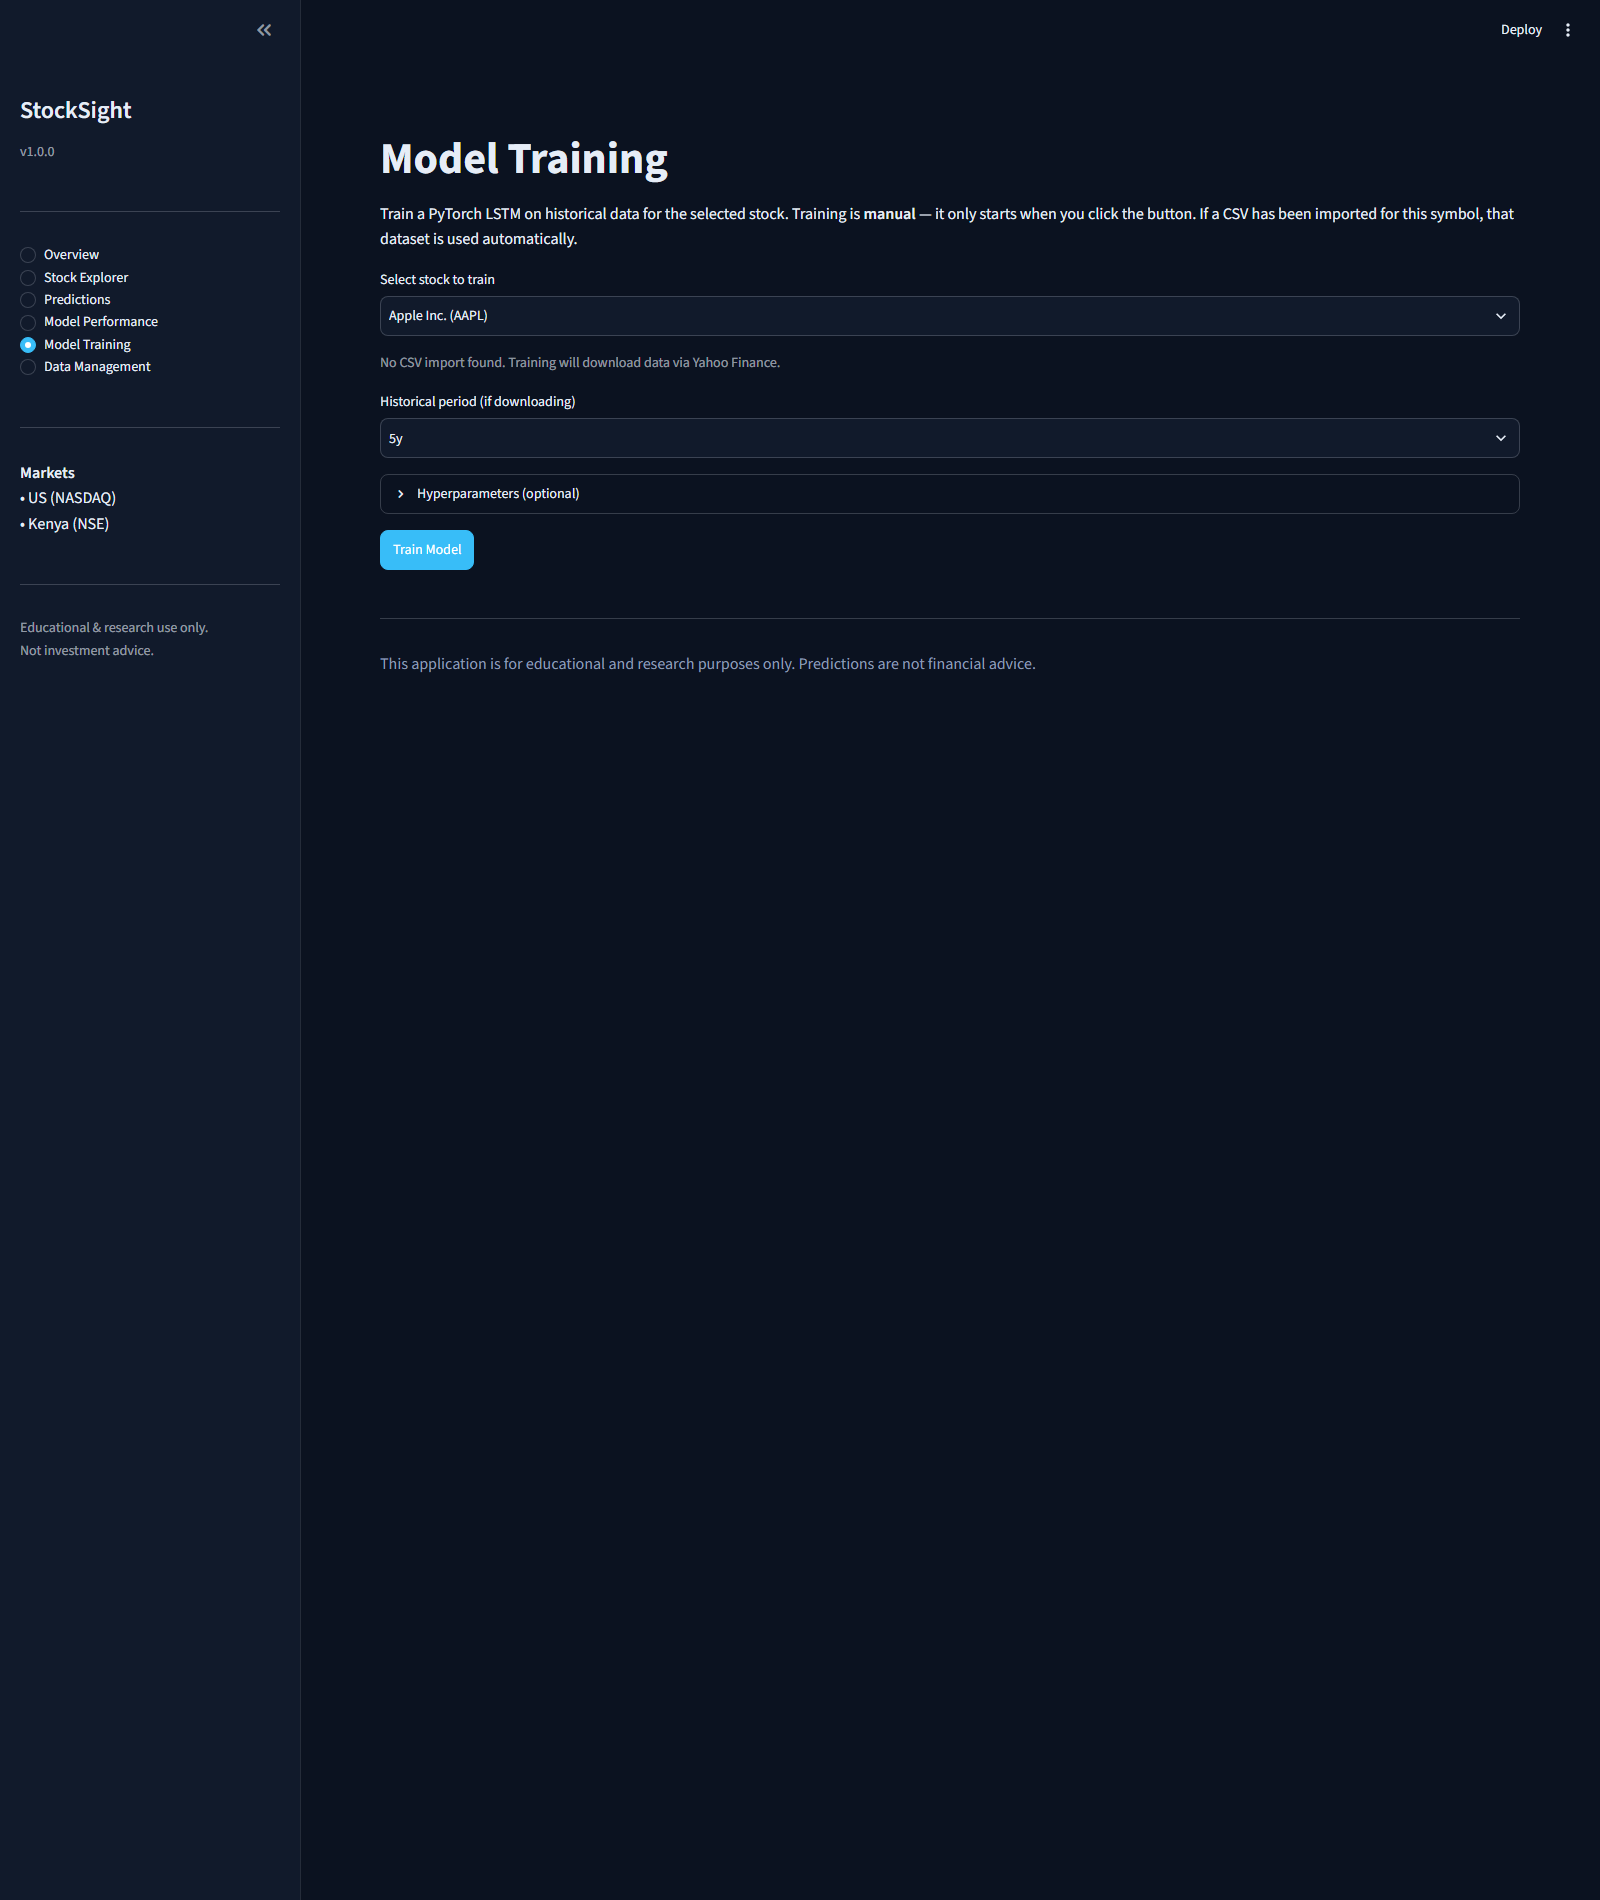 Deploy
StockSight
v1.0.0
Overview
Stock Explorer
Predictions
Model Performance
Model Training
Data Management
Markets
• US (NASDAQ)
• Kenya (NSE)
Educational & research use only.
Not investment advice.
Model Training
Train a PyTorch LSTM on historical data for the selected stock. Training is manual — it only starts when you click the button. If a CSV has been imported for this symbol, that
dataset is used automatically.
Select stock to train
Apple Inc. (AAPL)
No CSV import found. Training will download data via Yahoo Finance.
Historical period (if downloading)
5y
Hyperparameters (optional)
Train Model
This application is for educational and research purposes only. Predictions are not financial advice.